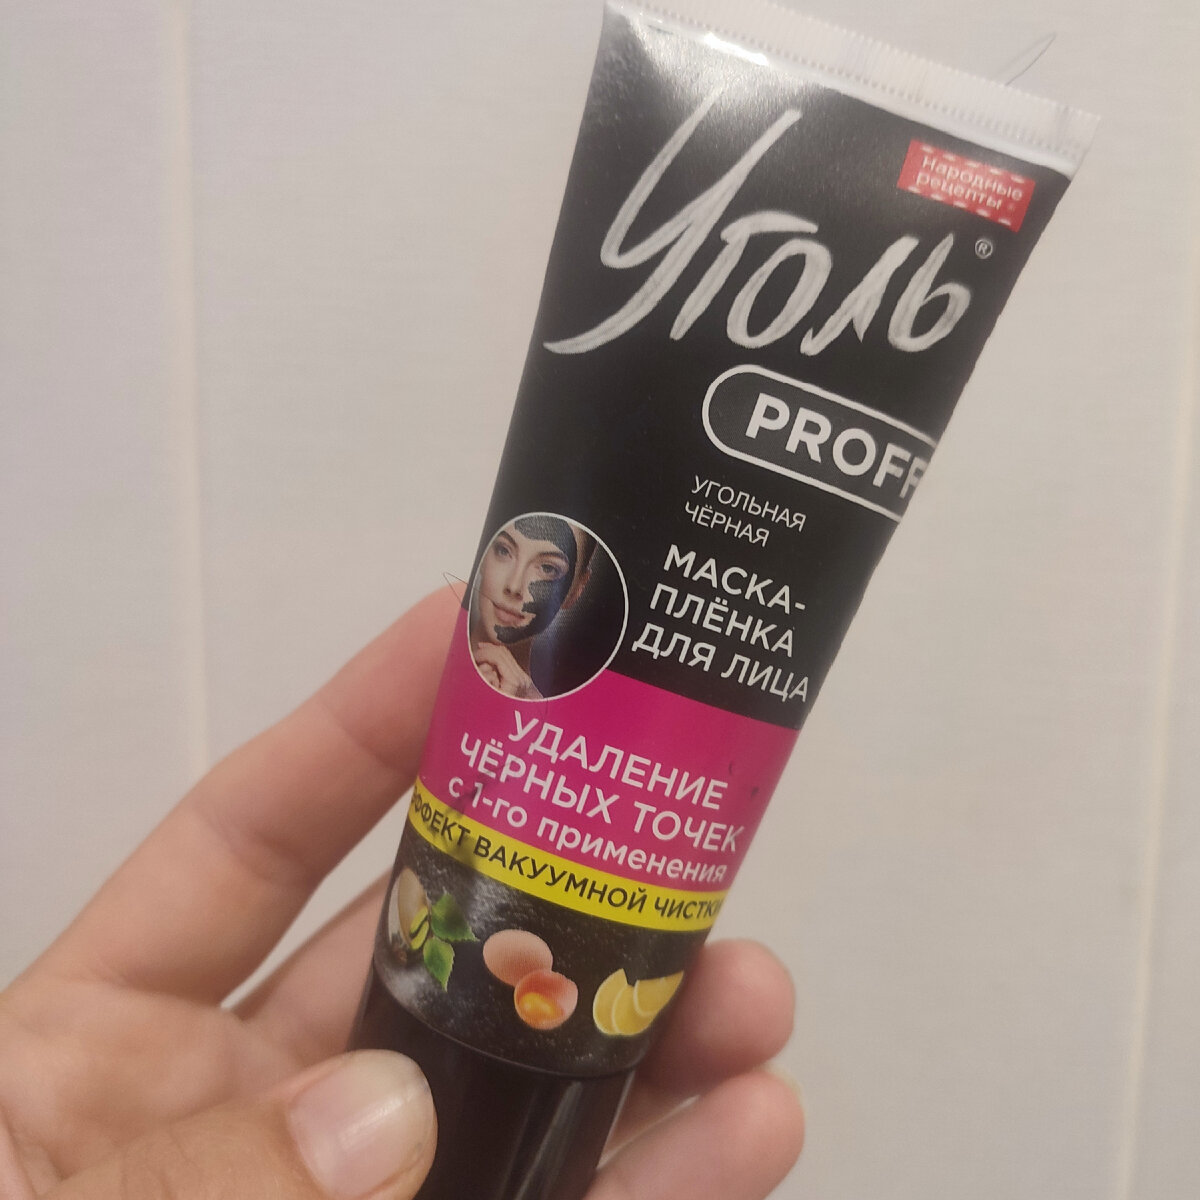 Народные
рецепты
Уголь®
PROFF
УГОЛЬНАЯ
ЧЁРНАЯ
МАСКА-
ПЛЁНКА
ДЛЯ ЛИЦА
УДАЛЕНИЕ
ЧЁРНЫХ ТОЧЕК
с 1-го применения
ЭФФЕКТ ВАКУУМНОЙ ЧИСТКИ